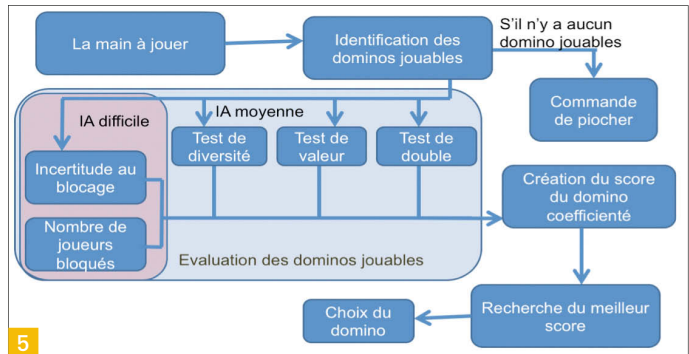 La main à jouer
Identification des
dominos jouables
S'il n'y a aucun
domino jouables
Commande
de piocher
IA difficile
IA moyenne
Test de
diversité
Test de
valeur
Test de
double
Incertitude au
blocage
Nombre de
joueurs
bloqués
Evaluation des dominos jouables
Création du score
du domino
coefficienté
Recherche du meilleur
score
Choix du
domino
5